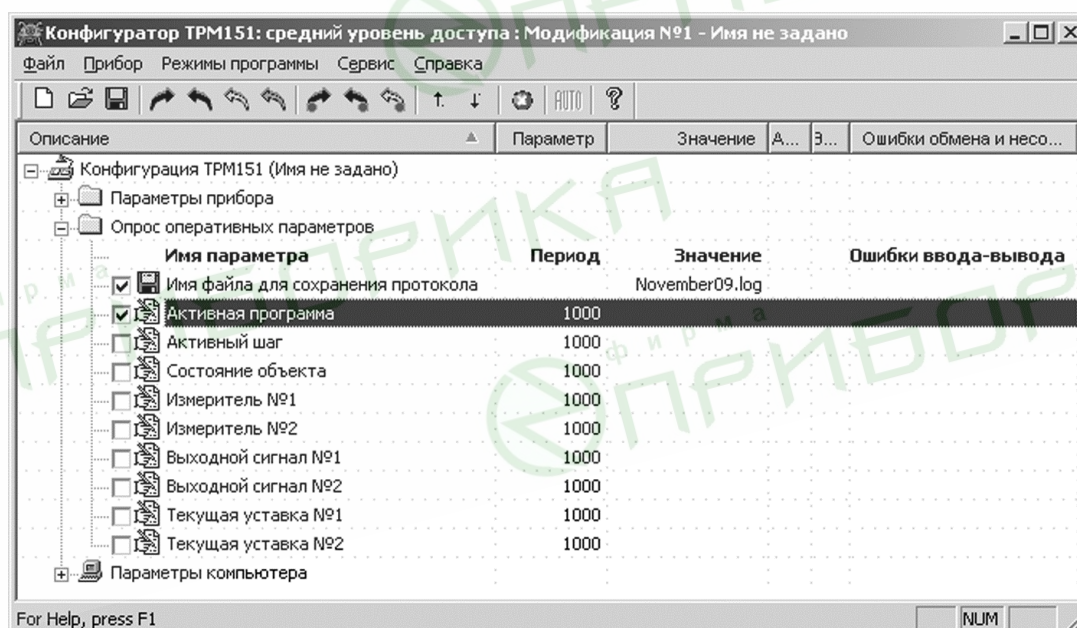 Конфигуратор ТРМ151: средний уровень доступа : Модификация №1 - Имя не задано
Файл Прибор Режимы программы Сервис Справка
AUTO
Описание Параметр Значение А... З... Ошибки обмена и несо...
Конфигурация ТРМ151 (Имя не задано)
Параметры прибора
Опрос оперативных параметров
Имя параметра Период Значение Ошибки ввода-вывода
Имя файла для сохранения протокола November09.log
Активная программа 1000
Активный шаг 1000
Состояние объекта 1000
Измеритель №1 1000
Измеритель №2 1000
Выходной сигнал №1 1000
Выходной сигнал №2 1000
Текущая уставка №1 1000
Текущая уставка №2 1000
Параметры компьютера
For Help, press F1 NUM
фирма
ПРИБОРИКА